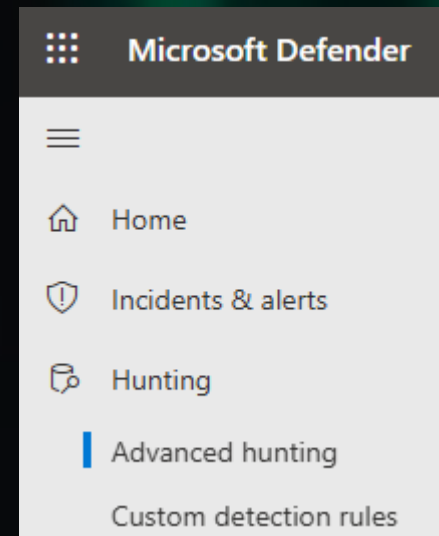 Microsoft Defender
Home
Incidents & alerts
Hunting
Advanced hunting
Custom detection rules